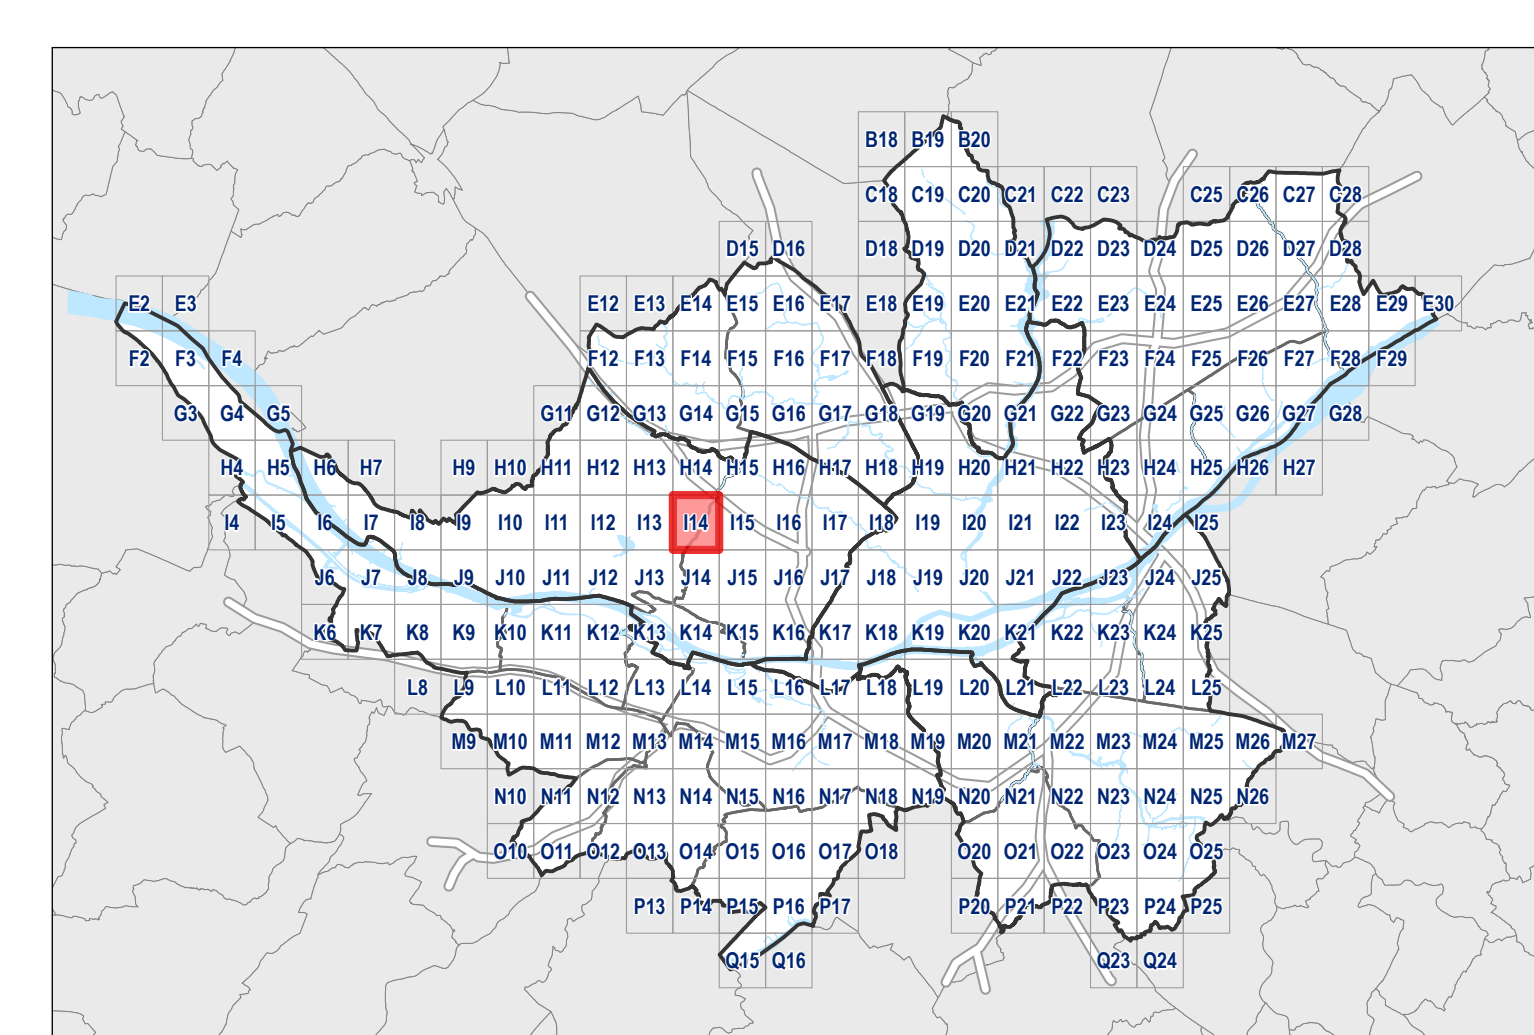 B18 B19 B20
C18 C19 C20 C21 C22 C23 C25 C26 C27 C28
D15 D16 D18 D19 D20 D21 D22 D23 D24 D25 D26 D27 D28
E2 E3 E12 E13 E14 E15 E16 E17 E18 E19 E20 E21 E22 E23 E24 E25 E26 E27 E28 E29 E30
F2 F3 F4 F12 F13 F14 F15 F16 F17 F18 F19 F20 F21 F22 F23 F24 F25 F26 F27 F28 F29
G3 G4 G5 G11 G12 G13 G14 G15 G16 G17 G18 G19 G20 G21 G22 G23 G24 G25 G26 G27 G28
H4 H5 H6 H7 H9 H10 H11 H12 H13 H14 H15 H16 H17 H18 H19 H20 H21 H22 H23 H24 H25 H26 H27
I4 I5 I6 I7 I8 I9 I10 I11 I12 I13 I14 I15 I16 I17 I18 I19 I20 I21 I22 I23 I24 I25
J6 J7 J8 J9 J10 J11 J12 J13 J14 J15 J16 J17 J18 J19 J20 J21 J22 J23 J24 J25
K6 K7 K8 K9 K10 K11 K12 K13 K14 K15 K16 K17 K18 K19 K20 K21 K22 K23 K24 K25
L8 L9 L10 L11 L12 L13 L14 L15 L16 L17 L18 L19 L20 L21 L22 L23 L24 L25
M9 M10 M11 M12 M13 M14 M15 M16 M17 M18 M19 M20 M21 M22 M23 M24 M25 M26 M27
N10 N11 N12 N13 N14 N15 N16 N17 N18 N19 N20 N21 N22 N23 N24 N25 N26
O10 O11 O12 O13 O14 O15 O16 O17 O18 O20 O21 O22 O23 O24 O25
P13 P14 P15 P16 P17 P20 P21 P22 P23 P24 P25
Q15 Q16 Q23 Q24